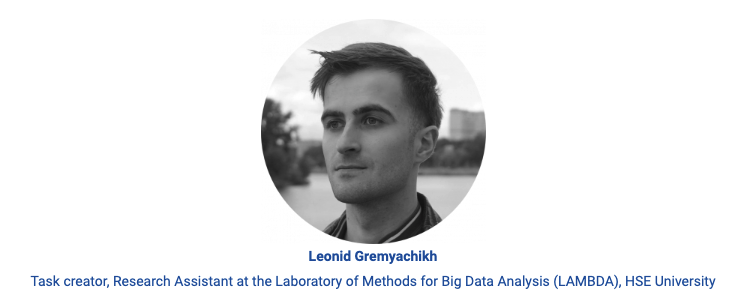 Leonid Gremyachikh
Task creator, Research Assistant at the Laboratory of Methods for Big Data Analysis (LAMBDA), HSE University